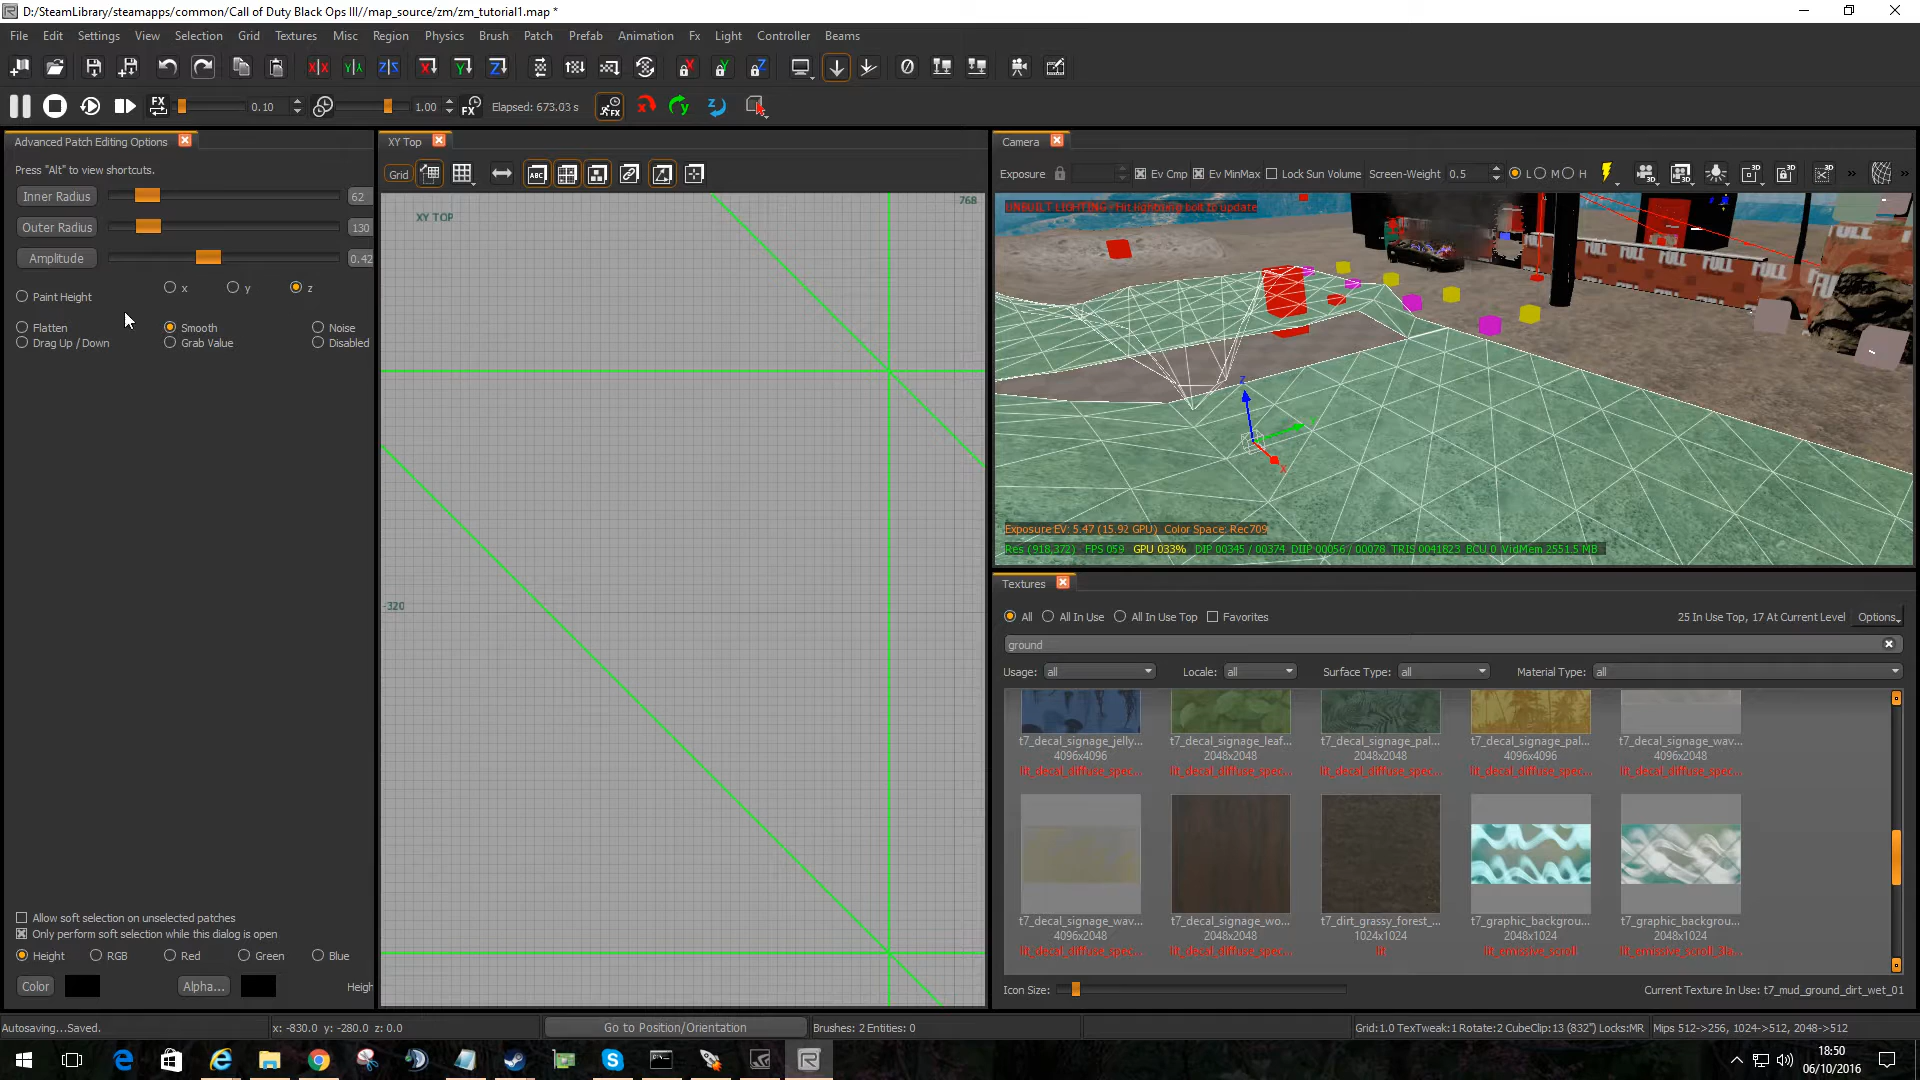 D:/SteamLibrary/steamapps/common/Call of Duty Black Ops III//map_source/zm/zm_tutorial1.map *
File Edit Settings View Selection Grid Textures Misc Region Physics Brush Patch Prefab Animation Fx Light Controller Beams
FX 0.10 1.00 FX Elapsed: 673.03 s
Advanced Patch Editing Options
XY Top
Camera
Press "Alt" to view shortcuts.
Grid
Exposure Ev Cmp Ev MinMax Lock Sun Volume Screen-Weight 0.5 L M H
Inner Radius 62
Outer Radius 130
Amplitude 0.42
Paint Height x y z
Flatten Smooth Noise
Drag Up / Down Grab Value Disabled
XY TOP
768
-320
UNBUILT LIGHTING - Hit lightning bolt to update
FULL FULL FULL FULL
Exposure EV: 5.47 (15.92 GPU) Color Space: Rec709
Res (918,372) FPS 059 GPU 033% DIP 00345 / 00374 DIIP 00056 / 00078 TRIS 0041823 BCU 0 VidMem 2551.5 MB
Textures
All All In Use All In Use Top Favorites 25 In Use Top, 17 At Current Level Options
ground
Usage: all Locale: all Surface Type: all Material Type: all
t7_decal_signage_jelly... t7_decal_signage_leaf... t7_decal_signage_pal... t7_decal_signage_pal... t7_decal_signage_wav...
4096x4096 2048x2048 2048x2048 4096x4096 4096x2048
lit_decal_diffuse_spec... lit_decal_diffuse_spec... lit_decal_diffuse_spec... lit_decal_diffuse_spec... lit_decal_diffuse_spec...
t7_decal_signage_wav... t7_decal_signage_wo... t7_dirt_grassy_forest_... t7_graphic_backgrou... t7_graphic_backgrou...
4096x2048 2048x2048 1024x1024 2048x1024 2048x1024
lit_decal_diffuse_spec... lit_decal_diffuse_spec... lit lit_emissive_scroll lit_emissive_scroll_3la...
Icon Size: Current Texture In Use: t7_mud_ground_dirt_wet_01
Allow soft selection on unselected patches
Only perform soft selection while this dialog is open
Height RGB Red Green Blue
Color Alpha... Heigh
Autosaving...Saved. x: -830.0 y: -280.0 z: 0.0 Go to Position/Orientation Brushes: 2 Entities: 0 Grid:1.0 TexTweak:1 Rotate:2 CubeClip:13 (832") Locks:MR Mips 512->256, 1024->512, 2048->512
18:50
06/10/2016